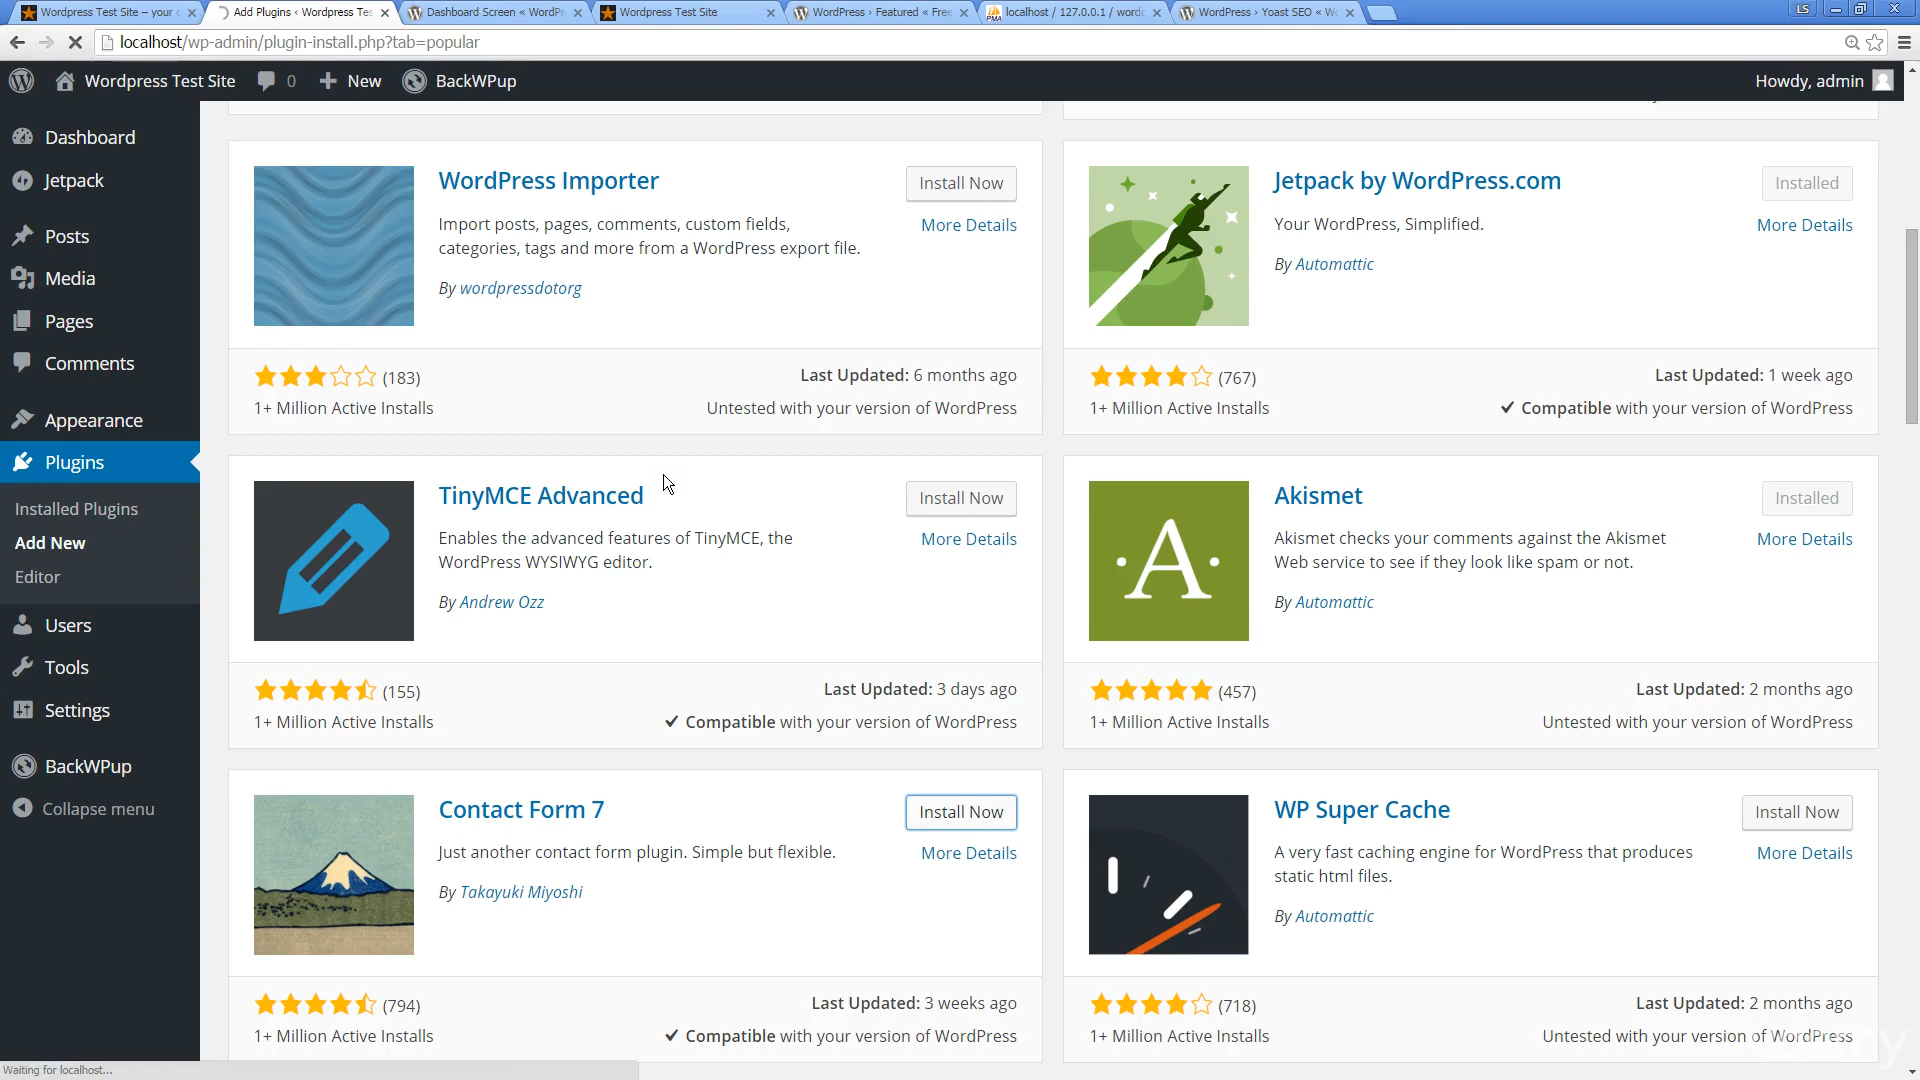 Wordpress Test Site – your
Add Plugins ‹ Wordpress Tes
Dashboard Screen « WordPr
Wordpress Test Site
WordPress › Featured « Free
localhost / 127.0.0.1 / word
WordPress › Yoast SEO « W
LS
localhost/wp-admin/plugin-install.php?tab=popular
Wordpress Test Site
0
New
BackWPup
Howdy, admin
Dashboard
Jetpack
Posts
Media
Pages
Comments
Appearance
Plugins
Installed Plugins
Add New
Editor
Users
Tools
Settings
BackWPup
Collapse menu
WordPress Importer
Install Now
Import posts, pages, comments, custom fields,
categories, tags and more from a WordPress export file.
More Details
By wordpressdotorg
(183)
Last Updated: 6 months ago
1+ Million Active Installs
Untested with your version of WordPress
Jetpack by WordPress.com
Installed
Your WordPress, Simplified.
More Details
By Automattic
(767)
Last Updated: 1 week ago
1+ Million Active Installs
Compatible with your version of WordPress
TinyMCE Advanced
Install Now
Enables the advanced features of TinyMCE, the
WordPress WYSIWYG editor.
More Details
By Andrew Ozz
(155)
Last Updated: 3 days ago
1+ Million Active Installs
Compatible with your version of WordPress
Akismet
Installed
Akismet checks your comments against the Akismet
Web service to see if they look like spam or not.
More Details
By Automattic
A
(457)
Last Updated: 2 months ago
1+ Million Active Installs
Untested with your version of WordPress
Contact Form 7
Install Now
Just another contact form plugin. Simple but flexible.
More Details
By Takayuki Miyoshi
(794)
Last Updated: 3 weeks ago
1+ Million Active Installs
Compatible with your version of WordPress
WP Super Cache
Install Now
A very fast caching engine for WordPress that produces
static html files.
More Details
By Automattic
(718)
Last Updated: 2 months ago
1+ Million Active Installs
Untested with your version of WordPress
Waiting for localhost...